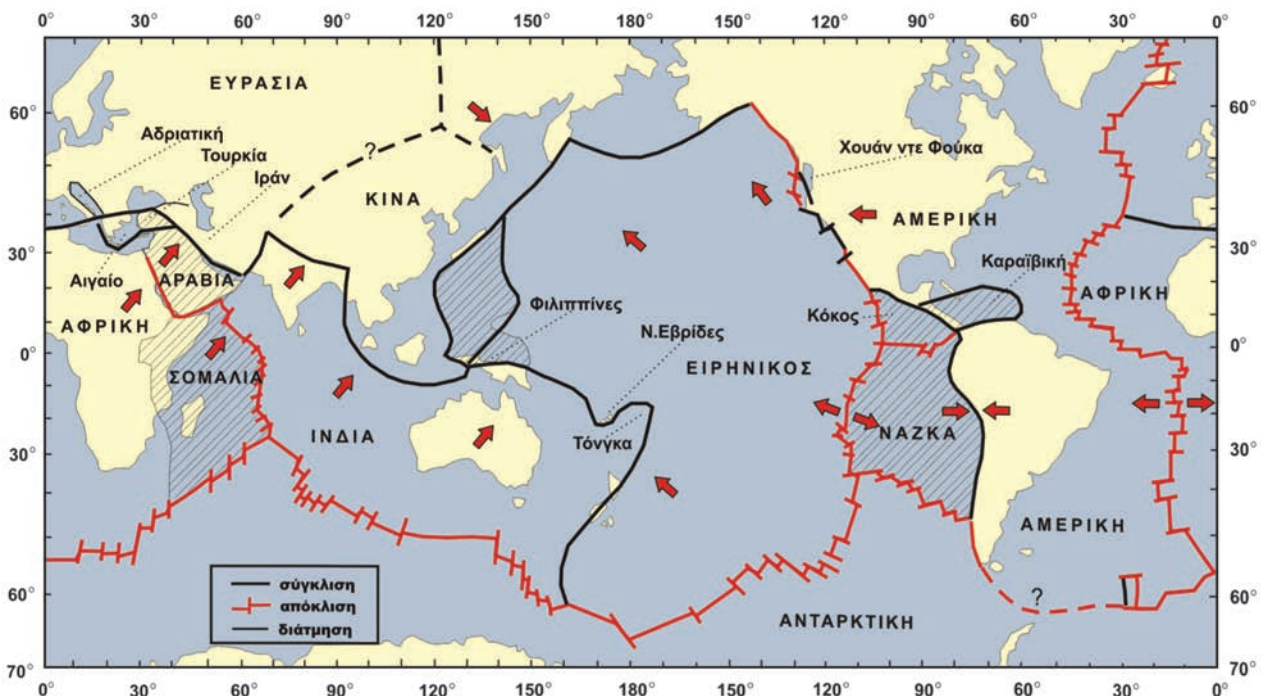 0° 30° 60° 90° 120° 150° 180° 150° 120° 90° 60° 30° 0°
ΕΥΡΑΣΙΑ
60° 60°
Αδριατική
Τουρκία
Ιράν
?
Χουάν ντε Φούκα
ΚΙΝΑ
ΑΜΕΡΙΚΗ
30° 30°
Καραϊβική
Αιγαίο
ΑΡΑΒΙΑ
ΑΦΡΙΚΗ
ΑΦΡΙΚΗ
Φιλιππίνες
Κόκος
Ν.Εβρίδες
0° 0°
ΣΟΜΑΛΙΑ
ΕΙΡΗΝΙΚΟΣ
ΙΝΔΙΑ
Τόνγκα
ΝΑΖΚΑ
30° 30°
ΑΜΕΡΙΚΗ
σύγκλιση
απόκλιση
διάτμηση
?
60° 60°
ΑΝΤΑΡΚΤΙΚΗ
70° 70°
0° 30° 60° 90° 120° 150° 180° 150° 120° 90° 60° 30° 0°